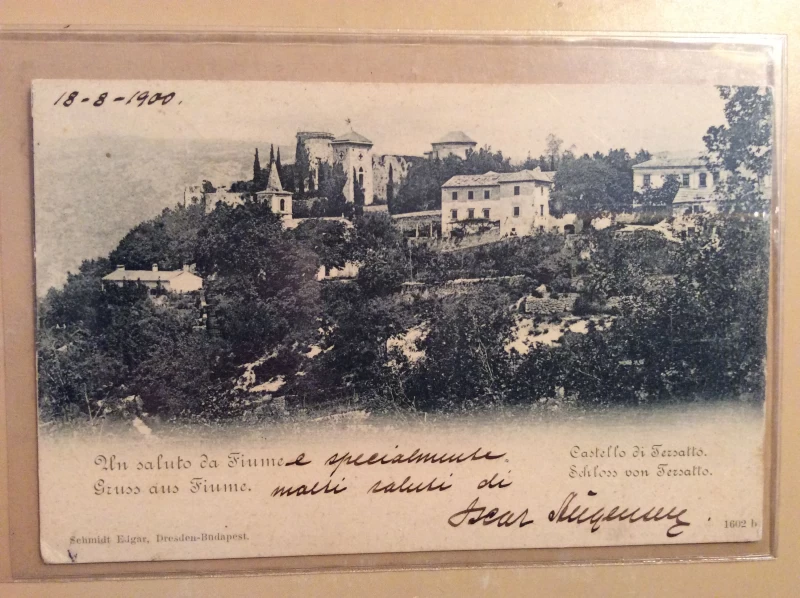 18-8-1900.
Un saluto da Fiume e specialmente
Gruss aus Fiume. molti saluti di
Castello di Tersatto.
Schloss von Tersatto.
Oscar
Schmidt Edgar, Dresden-Budapest.
1602 b